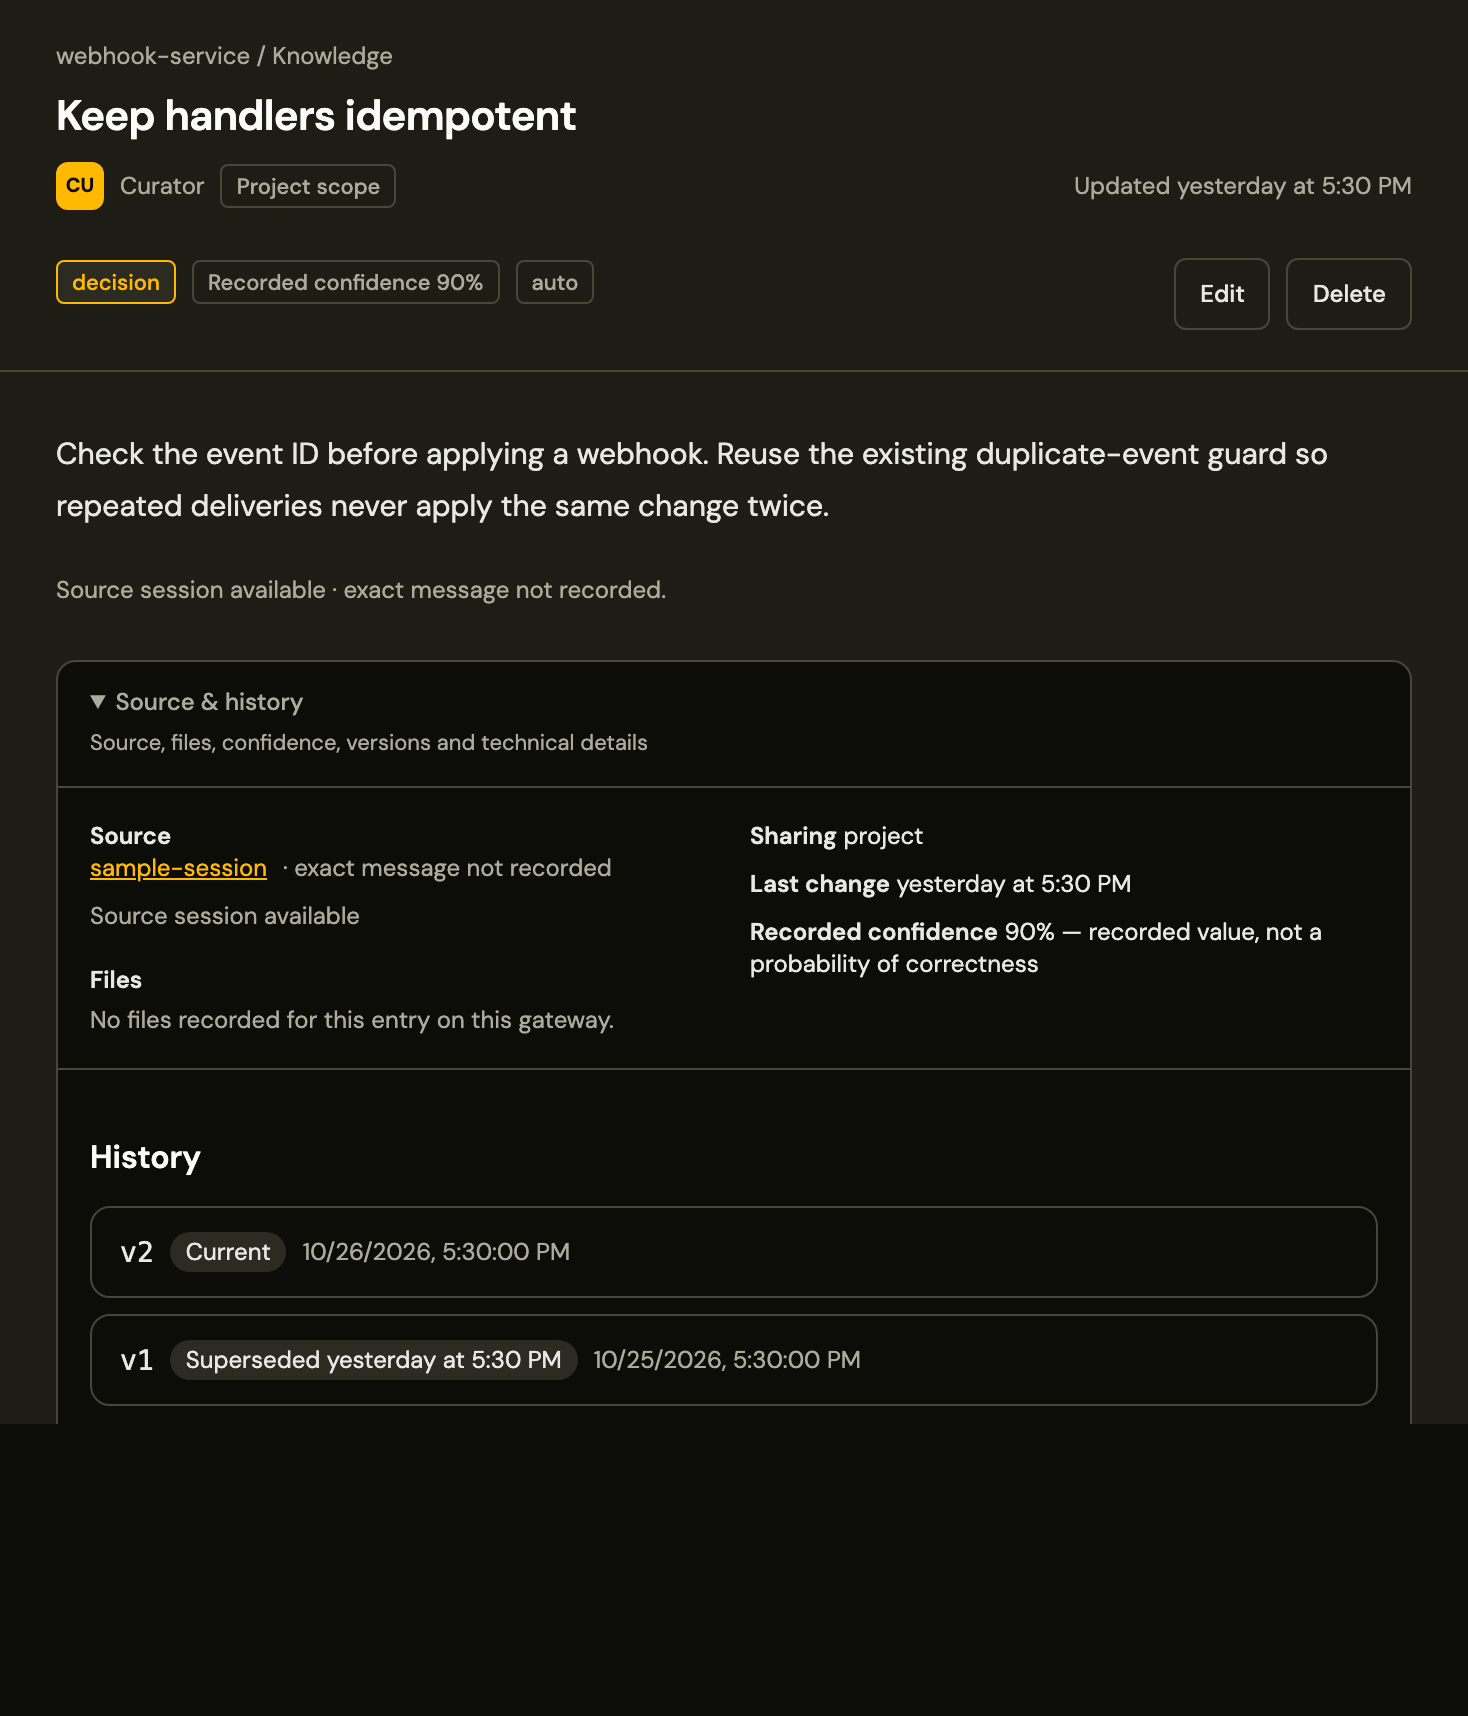 webhook-service / Knowledge
Keep handlers idempotent
CU Curator Project scope Updated yesterday at 5:30 PM
decision Recorded confidence 90% auto Edit Delete
Check the event ID before applying a webhook. Reuse the existing duplicate-event guard so
repeated deliveries never apply the same change twice.
Source session available · exact message not recorded.
▼ Source & history
Source, files, confidence, versions and technical details
Source
sample-session · exact message not recorded
Source session available
Files
No files recorded for this entry on this gateway.
Sharing project
Last change yesterday at 5:30 PM
Recorded confidence 90% — recorded value, not a
probability of correctness
History
v2 Current 10/26/2026, 5:30:00 PM
v1 Superseded yesterday at 5:30 PM 10/25/2026, 5:30:00 PM